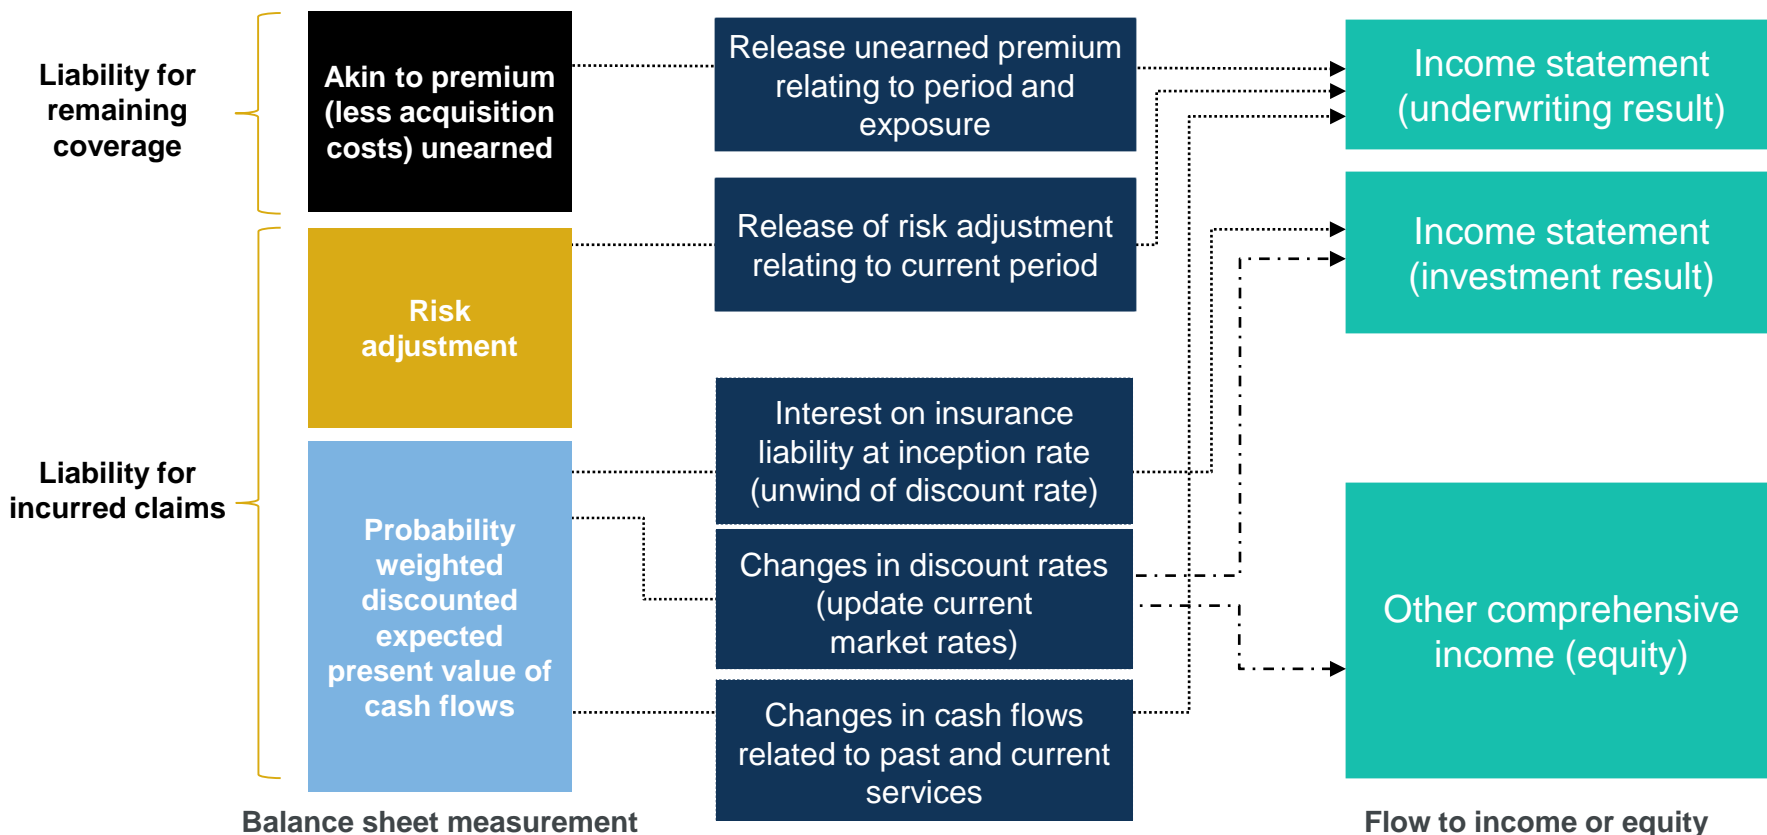 Liability for
remaining
coverage
Akin to premium
(less acquisition
costs) unearned
Release unearned premium
relating to period and
exposure
Income statement
(underwriting result)
Release of risk adjustment
relating to current period
Income statement
(investment result)
Risk
adjustment
Liability for
incurred claims
Interest on insurance
liability at inception rate
(unwind of discount rate)
Probability
weighted
discounted
expected
present value of
cash flows
Changes in discount rates
(update current
market rates)
Other comprehensive
income (equity)
Changes in cash flows
related to past and current
services
Balance sheet measurement
Flow to income or equity